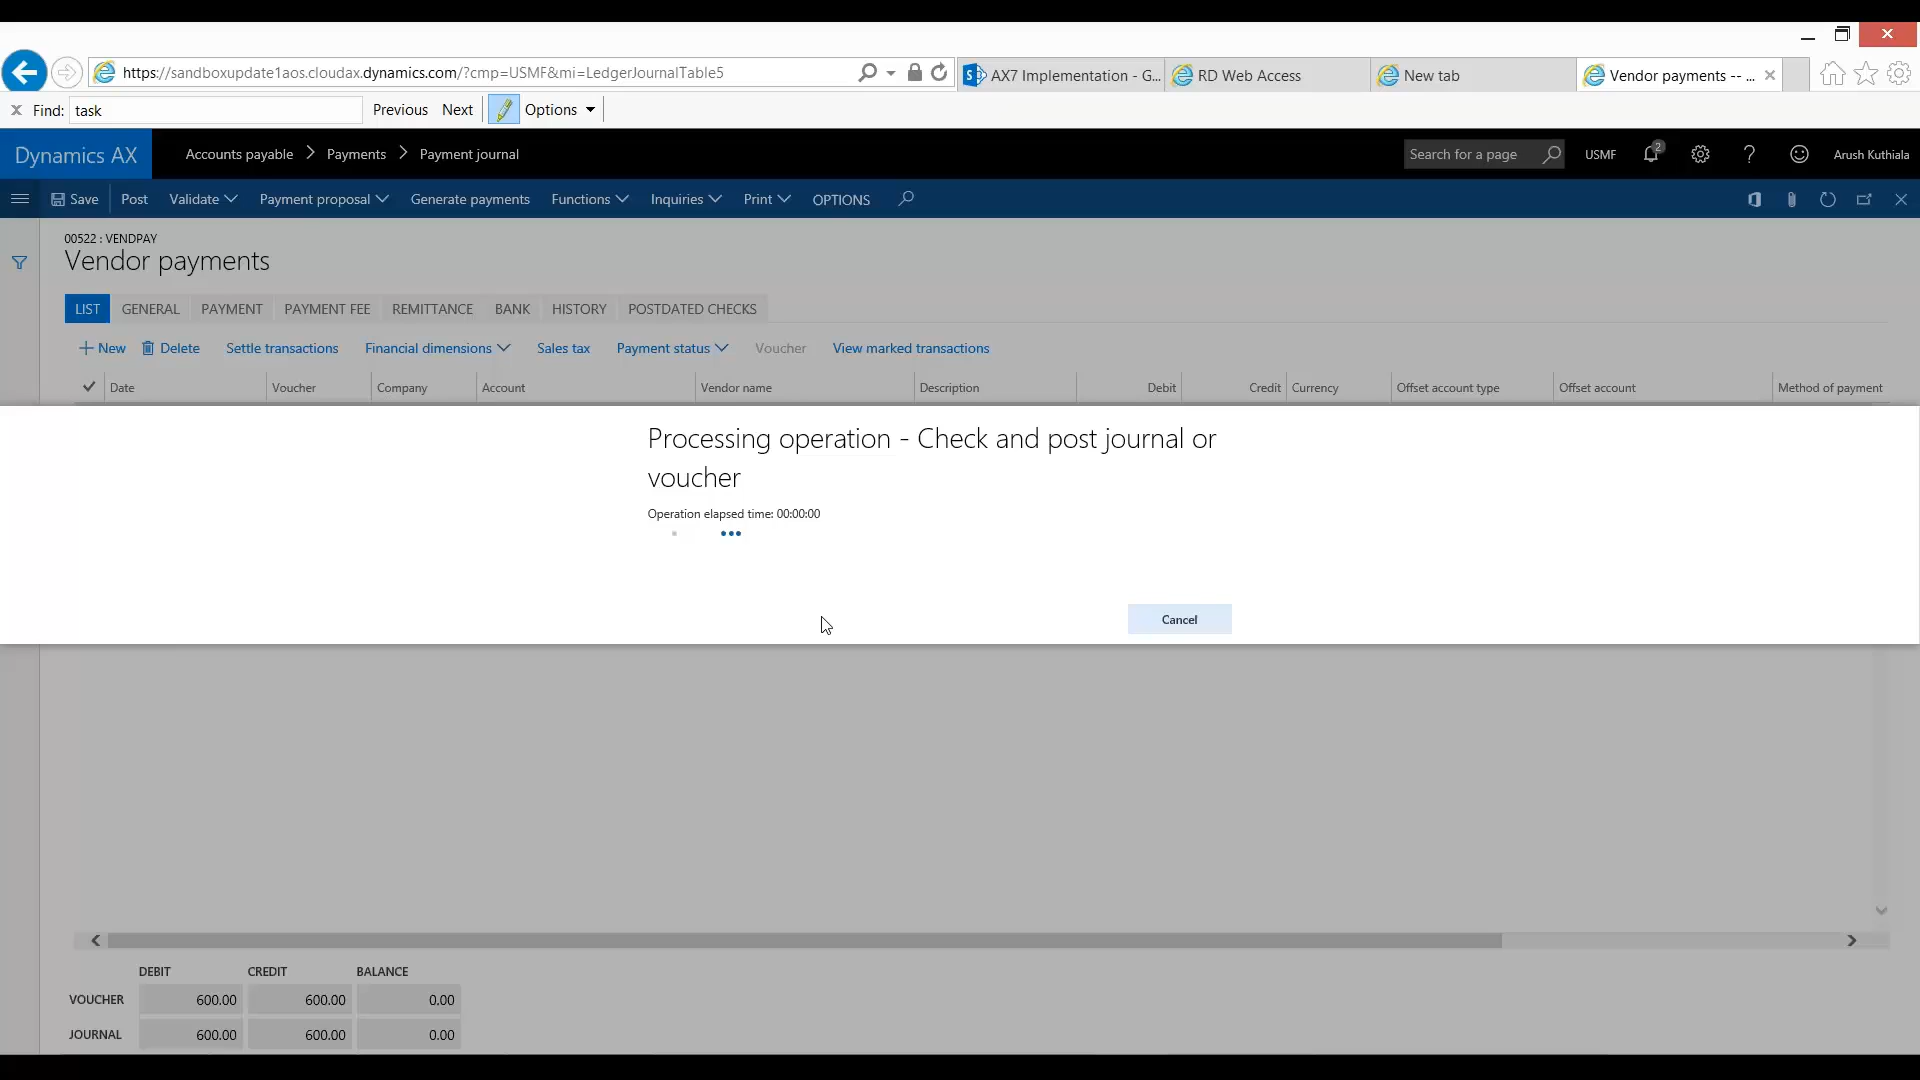 https://sandboxupdate1aos.cloudax.dynamics.com/?cmp=USMF&mi=LedgerJournalTable5
AX7 Implementation - G...
RD Web Access
New tab
Vendor payments -- ...
Find: task
Previous Next Options
Dynamics AX
Accounts payable > Payments > Payment journal
Search for a page
USMF
2
Arush Kuthiala
Save Post Validate Payment proposal Generate payments Functions Inquiries Print OPTIONS
00522 : VENDPAY
Vendor payments
LIST GENERAL PAYMENT PAYMENT FEE REMITTANCE BANK HISTORY POSTDATED CHECKS
+ New Delete Settle transactions Financial dimensions Sales tax Payment status Voucher View marked transactions
Date Voucher Company Account Vendor name Description Debit Credit Currency Offset account type Offset account Method of payment
Processing operation - Check and post journal or
voucher
Operation elapsed time: 00:00:00
Cancel
DEBIT CREDIT BALANCE
VOUCHER 600.00 600.00 0.00
JOURNAL 600.00 600.00 0.00